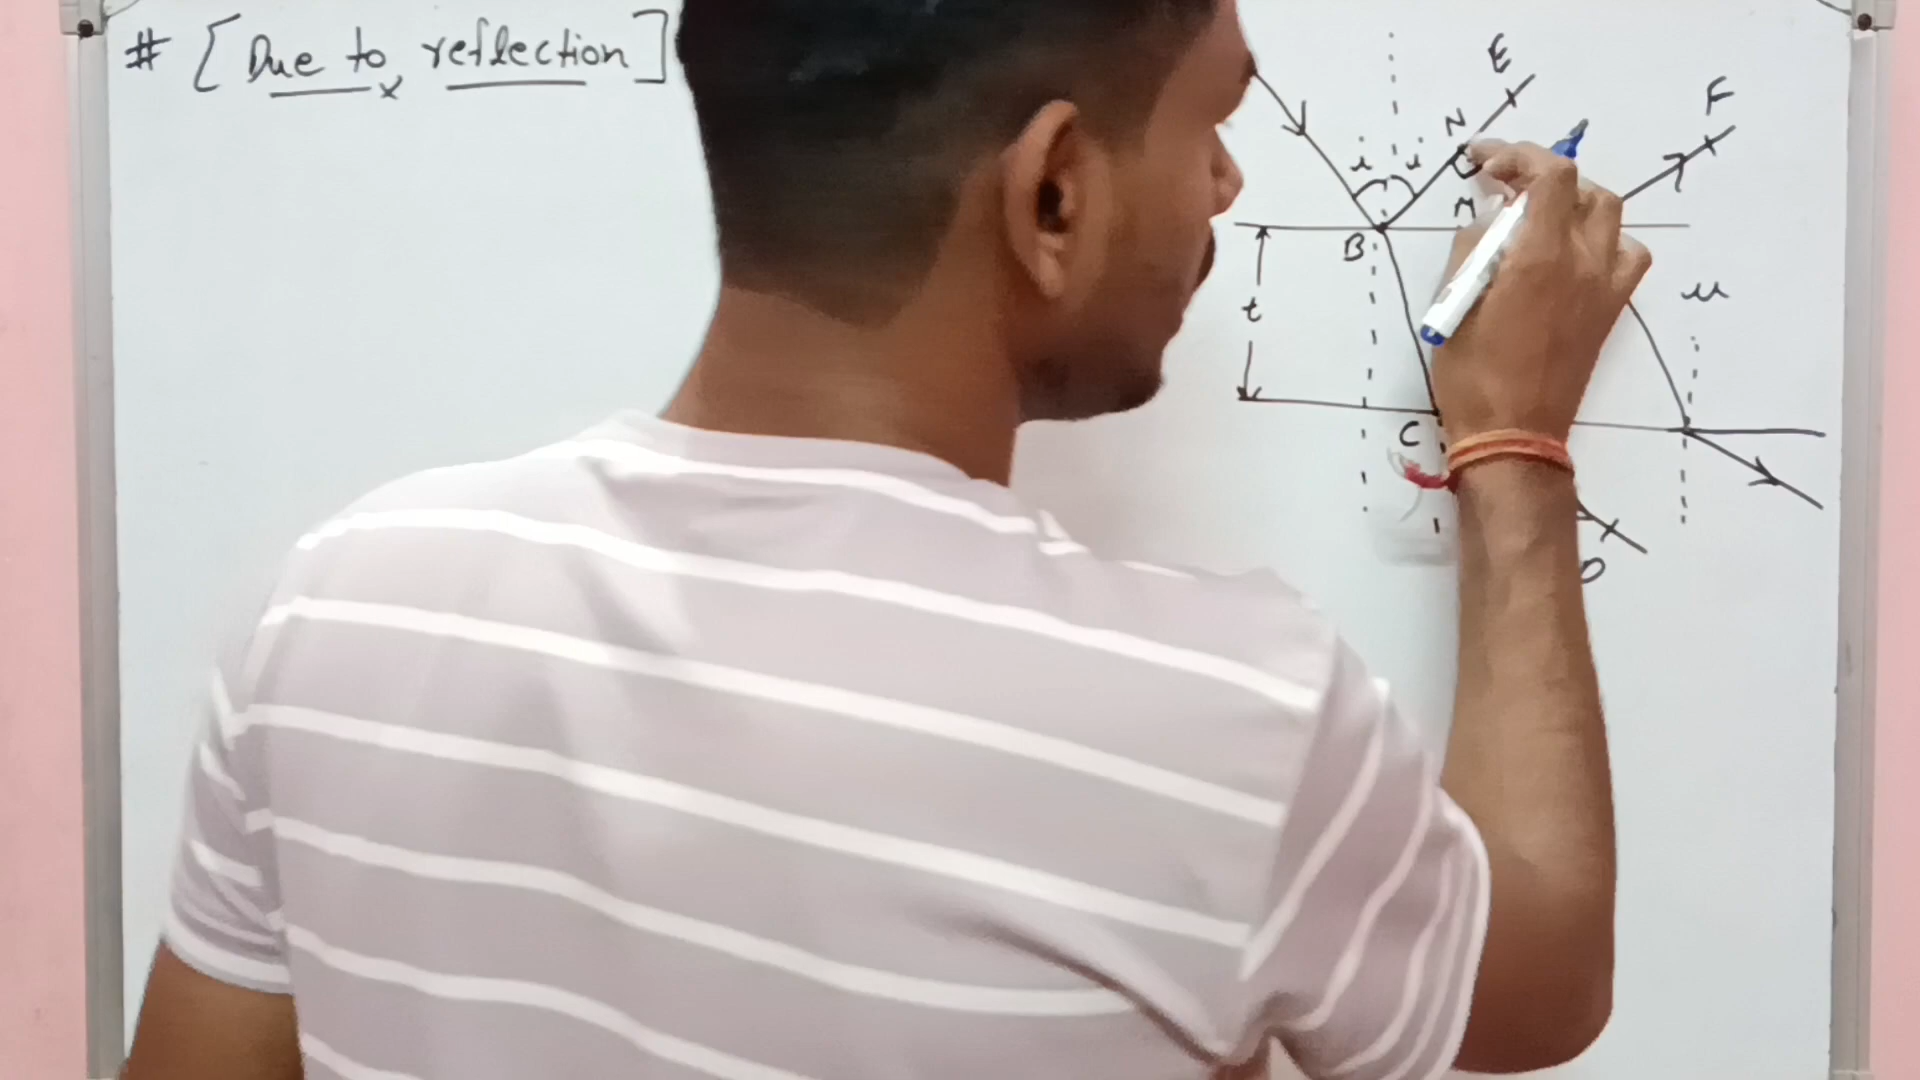 # [Due to reflection]
E
F
N
i i
M
B
t
μ
C
D